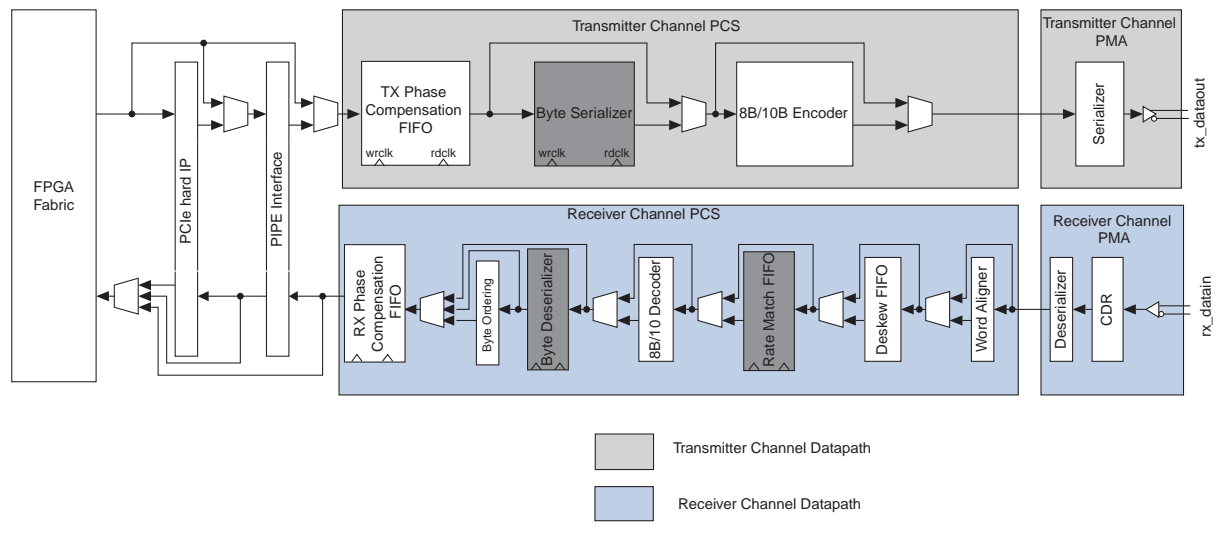 FPGA
Fabric
PCIe hard IP
PIPE Interface
Transmitter Channel PCS
TX Phase
Compensation
FIFO
wrclk
rdclk
Byte Serializer
wrclk
rdclk
8B/10B Encoder
Transmitter Channel
PMA
Serializer
tx_dataout
Receiver Channel PCS
RX Phase
Compensation
FIFO
Byte Ordering
Byte Deserializer
8B/10 Decoder
Rate Match FIFO
Deskew FIFO
Word Aligner
Receiver Channel
PMA
Deserializer
CDR
rx_datain
Transmitter Channel Datapath
Receiver Channel Datapath